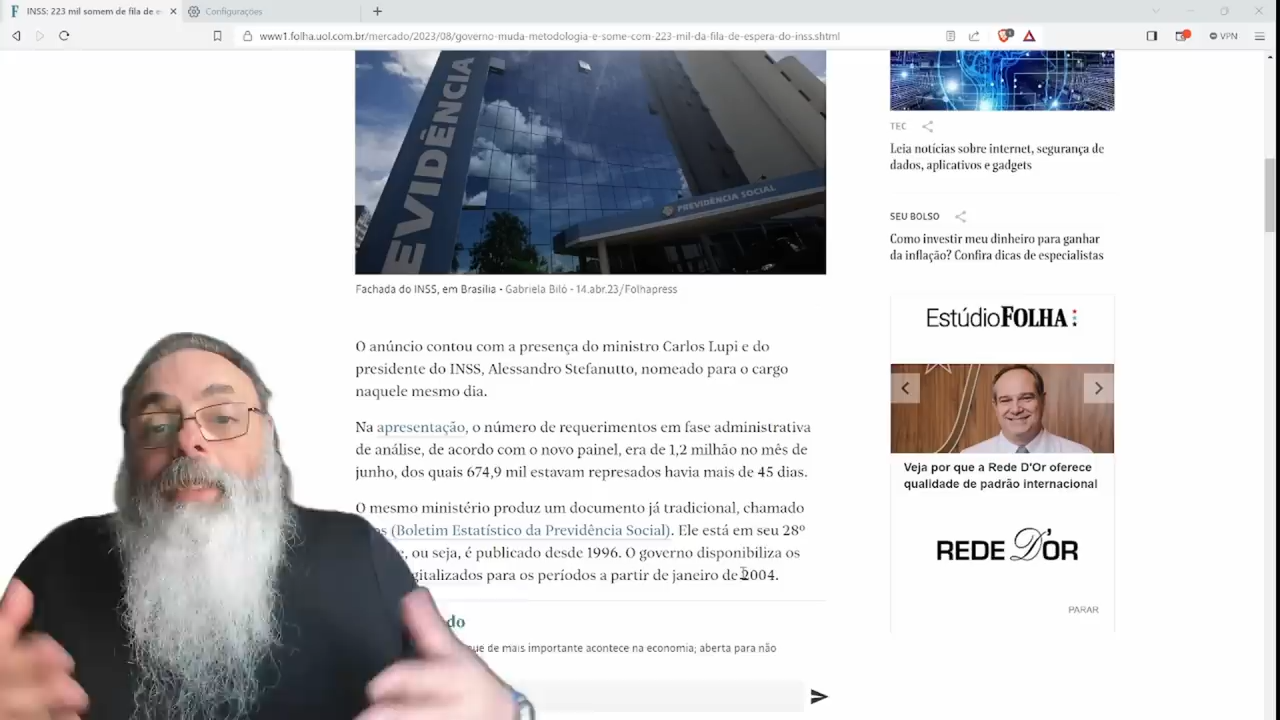 INSS: 223 mil somem de fila de e
Configurações
www1.folha.uol.com.br/mercado/2023/08/governo-muda-metodologia-e-some-com-223-mil-da-fila-de-espera-do-inss.shtml
VPN
EVIDÊNCIA
PREVIDÊNCIA SOCIAL
Fachada do INSS, em Brasília - Gabriela Biló - 14.abr.23/Folhapress
O anúncio contou com a presença do ministro Carlos Lupi e do
presidente do INSS, Alessandro Stefanutto, nomeado para o cargo
naquele mesmo dia.
Na apresentação, o número de requerimentos em fase administrativa
de análise, de acordo com o novo painel, era de 1,2 milhão no mês de
junho, dos quais 674,9 mil estavam represados havia mais de 45 dias.
O mesmo ministério produz um documento já tradicional, chamado
(Boletim Estatístico da Previdência Social). Ele está em seu 28º
, ou seja, é publicado desde 1996. O governo disponibiliza os
gitalizados para os períodos a partir de janeiro de 2004.
do
que de mais importante acontece na economia; aberta para não
TEC
Leia notícias sobre internet, segurança de
dados, aplicativos e gadgets
SEU BOLSO
Como investir meu dinheiro para ganhar
da inflação? Confira dicas de especialistas
Estúdio FOLHA
Veja por que a Rede D'Or oferece
qualidade de padrão internacional
REDE D'OR
PARAR